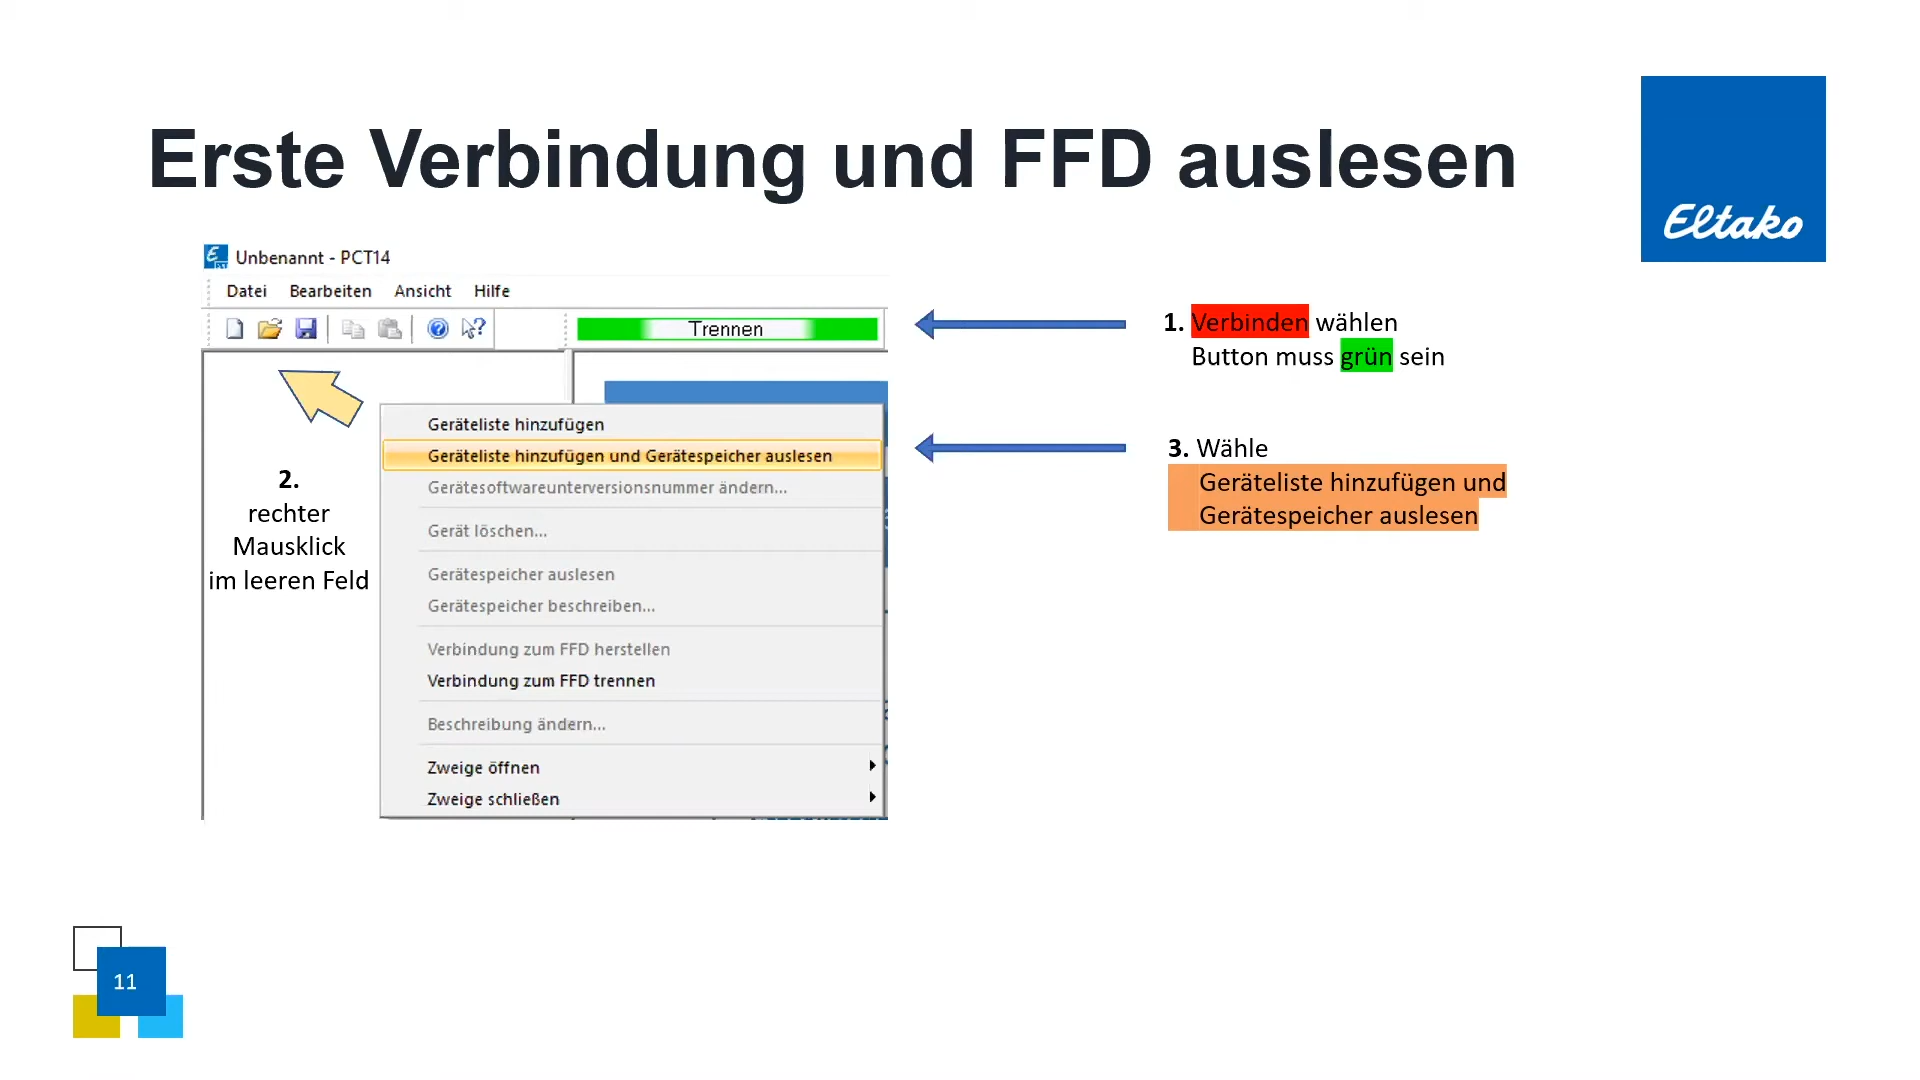 Erste Verbindung und FFD auslesen
Eltako
Unbenannt - PCT14
Datei Bearbeiten Ansicht Hilfe
Trennen
1. Verbinden wählen
Button muss grün sein
Geräteliste hinzufügen
Geräteliste hinzufügen und Gerätespeicher auslesen
Gerätesoftwareunterversionsnummer ändern...
Gerät löschen...
Gerätespeicher auslesen
Gerätespeicher beschreiben...
Verbindung zum FFD herstellen
Verbindung zum FFD trennen
Beschreibung ändern...
Zweige öffnen
Zweige schließen
2.
rechter
Mausklick
im leeren Feld
3. Wähle
Geräteliste hinzufügen und
Gerätespeicher auslesen
11